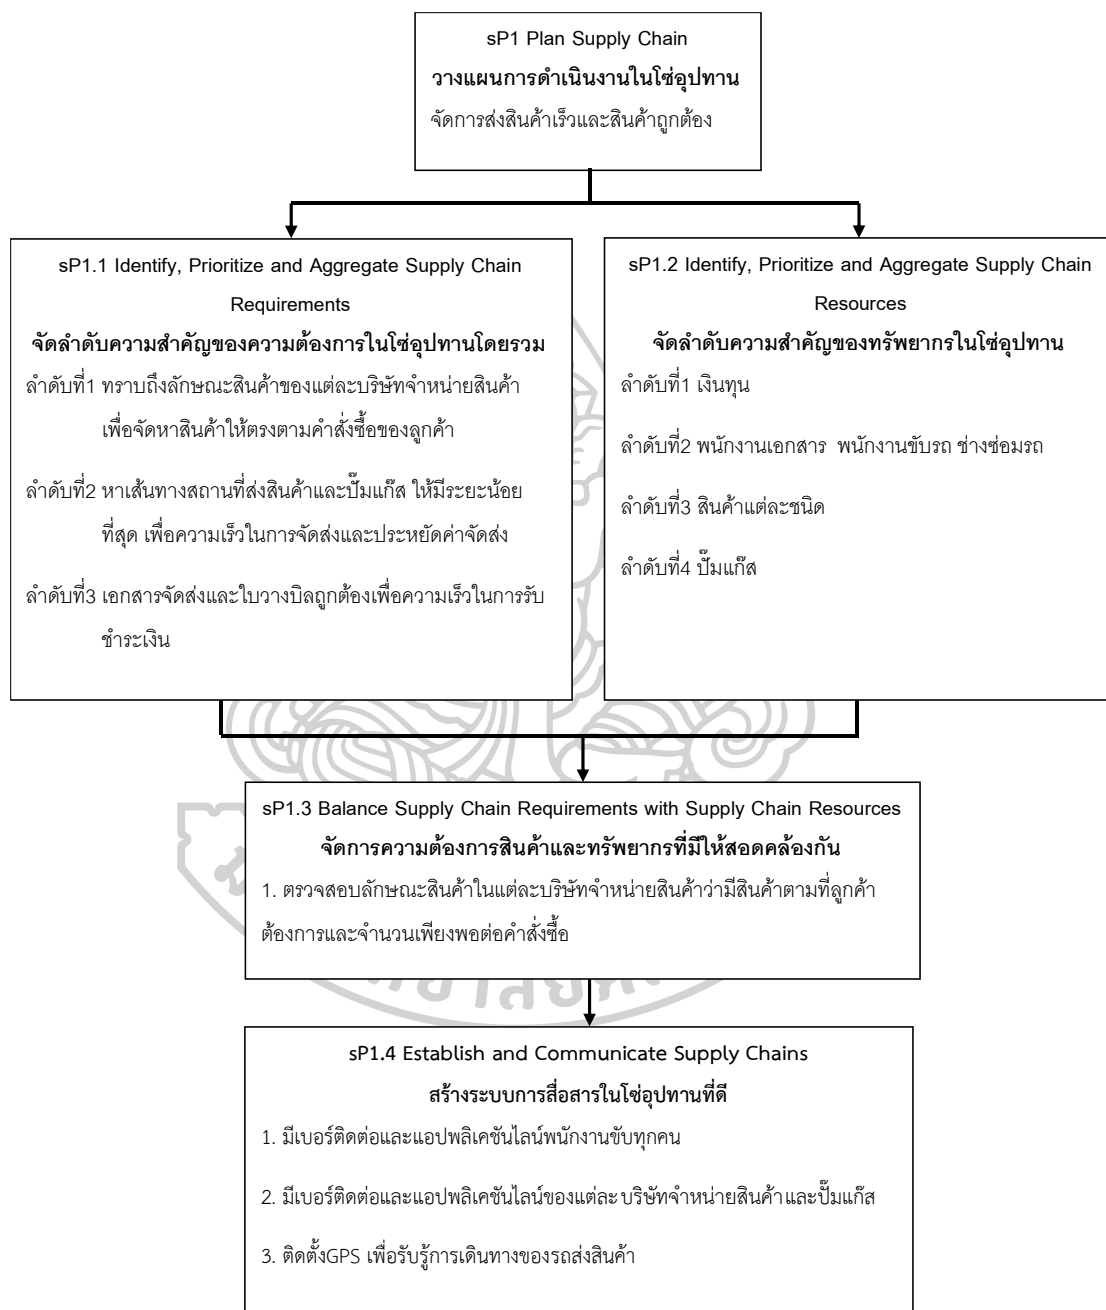 sP1 Plan Supply Chain
วางแผนการดำเนินงานในโซ่อุปทาน
จัดการส่งสินค้าเร็วและสินค้าถูกต้อง
sP1.1 Identify, Prioritize and Aggregate Supply Chain
Requirements
จัดลำดับความสำคัญของความต้องการในโซ่อุปทานโดยรวม
ลำดับที่1 ทราบถึงลักษณะสินค้าของแต่ละบริษัทจำหน่ายสินค้า
เพื่อจัดหาสินค้าให้ตรงตามคำสั่งซื้อของลูกค้า
ลำดับที่2 หาเส้นทางสถานที่ส่งสินค้าและปั๊มแก๊ส ให้มีระยะน้อย
ที่สุด เพื่อความเร็วในการจัดส่งและประหยัดค่าจัดส่ง
ลำดับที่3 เอกสารจัดส่งและใบวางบิลถูกต้องเพื่อความเร็วในการรับ
ชำระเงิน
sP1.2 Identify, Prioritize and Aggregate Supply Chain
Resources
จัดลำดับความสำคัญของทรัพยากรในโซ่อุปทาน
ลำดับที่1 เงินทุน
ลำดับที่2 พนักงานเอกสาร พนักงานขับรถ ช่างซ่อมรถ
ลำดับที่3 สินค้าแต่ละชนิด
ลำดับที่4 ปั๊มแก๊ส
sP1.3 Balance Supply Chain Requirements with Supply Chain Resources
จัดการความต้องการสินค้าและทรัพยากรที่มีให้สอดคล้องกัน
1. ตรวจสอบลักษณะสินค้าในแต่ละบริษัทจำหน่ายสินค้าว่ามีสินค้าตามที่ลูกค้า
ต้องการและจำนวนเพียงพอต่อคำสั่งซื้อ
sP1.4 Establish and Communicate Supply Chains
สร้างระบบการสื่อสารในโซ่อุปทานที่ดี
1. มีเบอร์ติดต่อและแอปพลิเคชันไลน์พนักงานขับทุกคน
2. มีเบอร์ติดต่อและแอปพลิเคชันไลน์ของแต่ละบริษัทจำหน่ายสินค้าและปั๊มแก๊ส
3. ติดตั้งGPS เพื่อรับรู้การเดินทางของรถส่งสินค้า